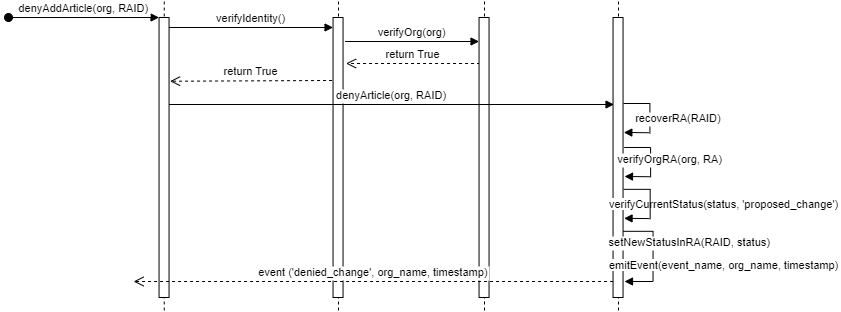 denyAddArticle(org, RAID)
verifyIdentity()
verifyOrg(org)
return True
return True
denyArticle(org, RAID)
recoverRA(RAID)
verifyOrgRA(org, RA)
verifyCurrentStatus(status, 'proposed_change')
setNewStatusInRA(RAID, status)
emitEvent(event_name, org_name, timestamp)
event ('denied_change', org_name, timestamp)